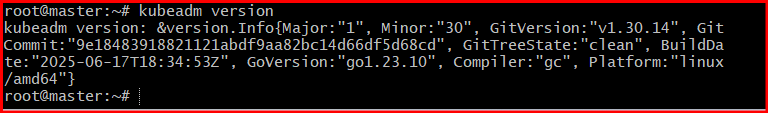 root@master:~# kubeadm version
kubeadm version: &version.Info{Major:"1", Minor:"30", GitVersion:"v1.30.14", Git
Commit:"9e18483918821121abdf9aa82bc14d66df5d68cd", GitTreeState:"clean", BuildDa
te:"2025-06-17T18:34:53Z", GoVersion:"go1.23.10", Compiler:"gc", Platform:"linux
/amd64"}
root@master:~#